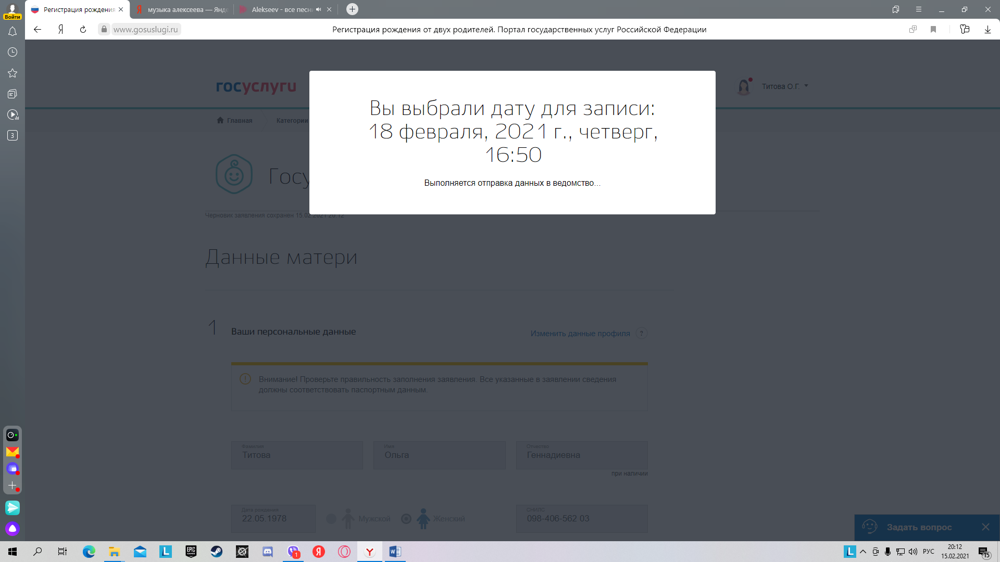 Войти
Регистрация рождения
музыка алексеева — Янде
Alekseev - все песни
www.gosuslugi.ru
Регистрация рождения от двух родителей. Портал государственных услуг Российской Федерации
3
госуслуги
Титова О.Г.
Главная
Категории
Вы выбрали дату для записи:
18 февраля, 2021 г., четверг,
16:50
Выполняется отправка данных в ведомство...
Госу
Черновик заявления сохранен 15.02.2021 20:12
Данные матери
1
Ваши персональные данные
Изменить данные профиля
?
Внимание! Проверьте правильность заполнения заявления. Все указанные в заявлении сведения
должны соответствовать паспортным данным.
Фамилия
Имя
Отчество
Титова
Ольга
Геннадиевна
при наличии
Дата рождения
СНИЛС
22.05.1978
Мужской
Женский
098-406-562 03
Задать вопрос
L
EPIC
GAMES
1
Я
L
РУС
20:12
15.02.2021
15